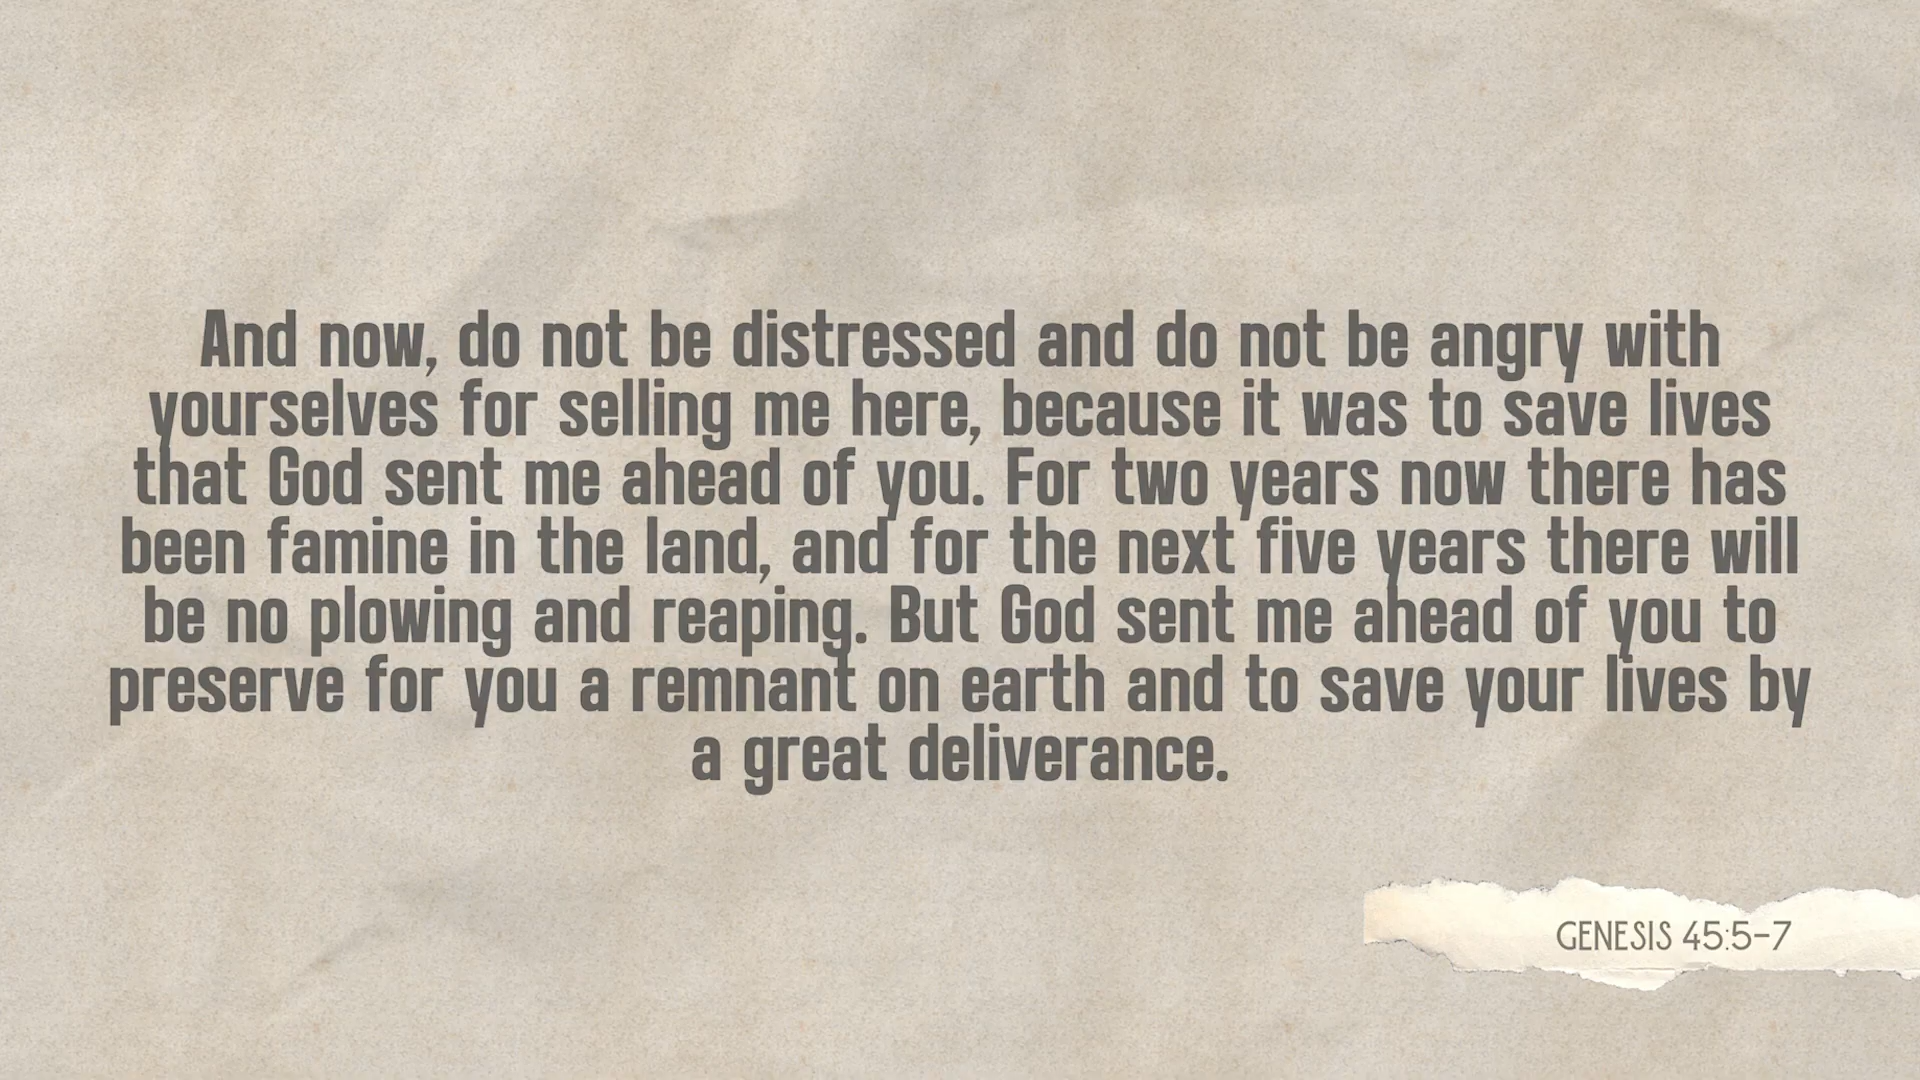 And now, do not be distressed and do not be angry with
yourselves for selling me here, because it was to save lives
that God sent me ahead of you. For two years now there has
been famine in the land, and for the next five years there will
be no plowing and reaping. But God sent me ahead of you to
preserve for you a remnant on earth and to save your lives by
a great deliverance.
GENESIS 45:5-7